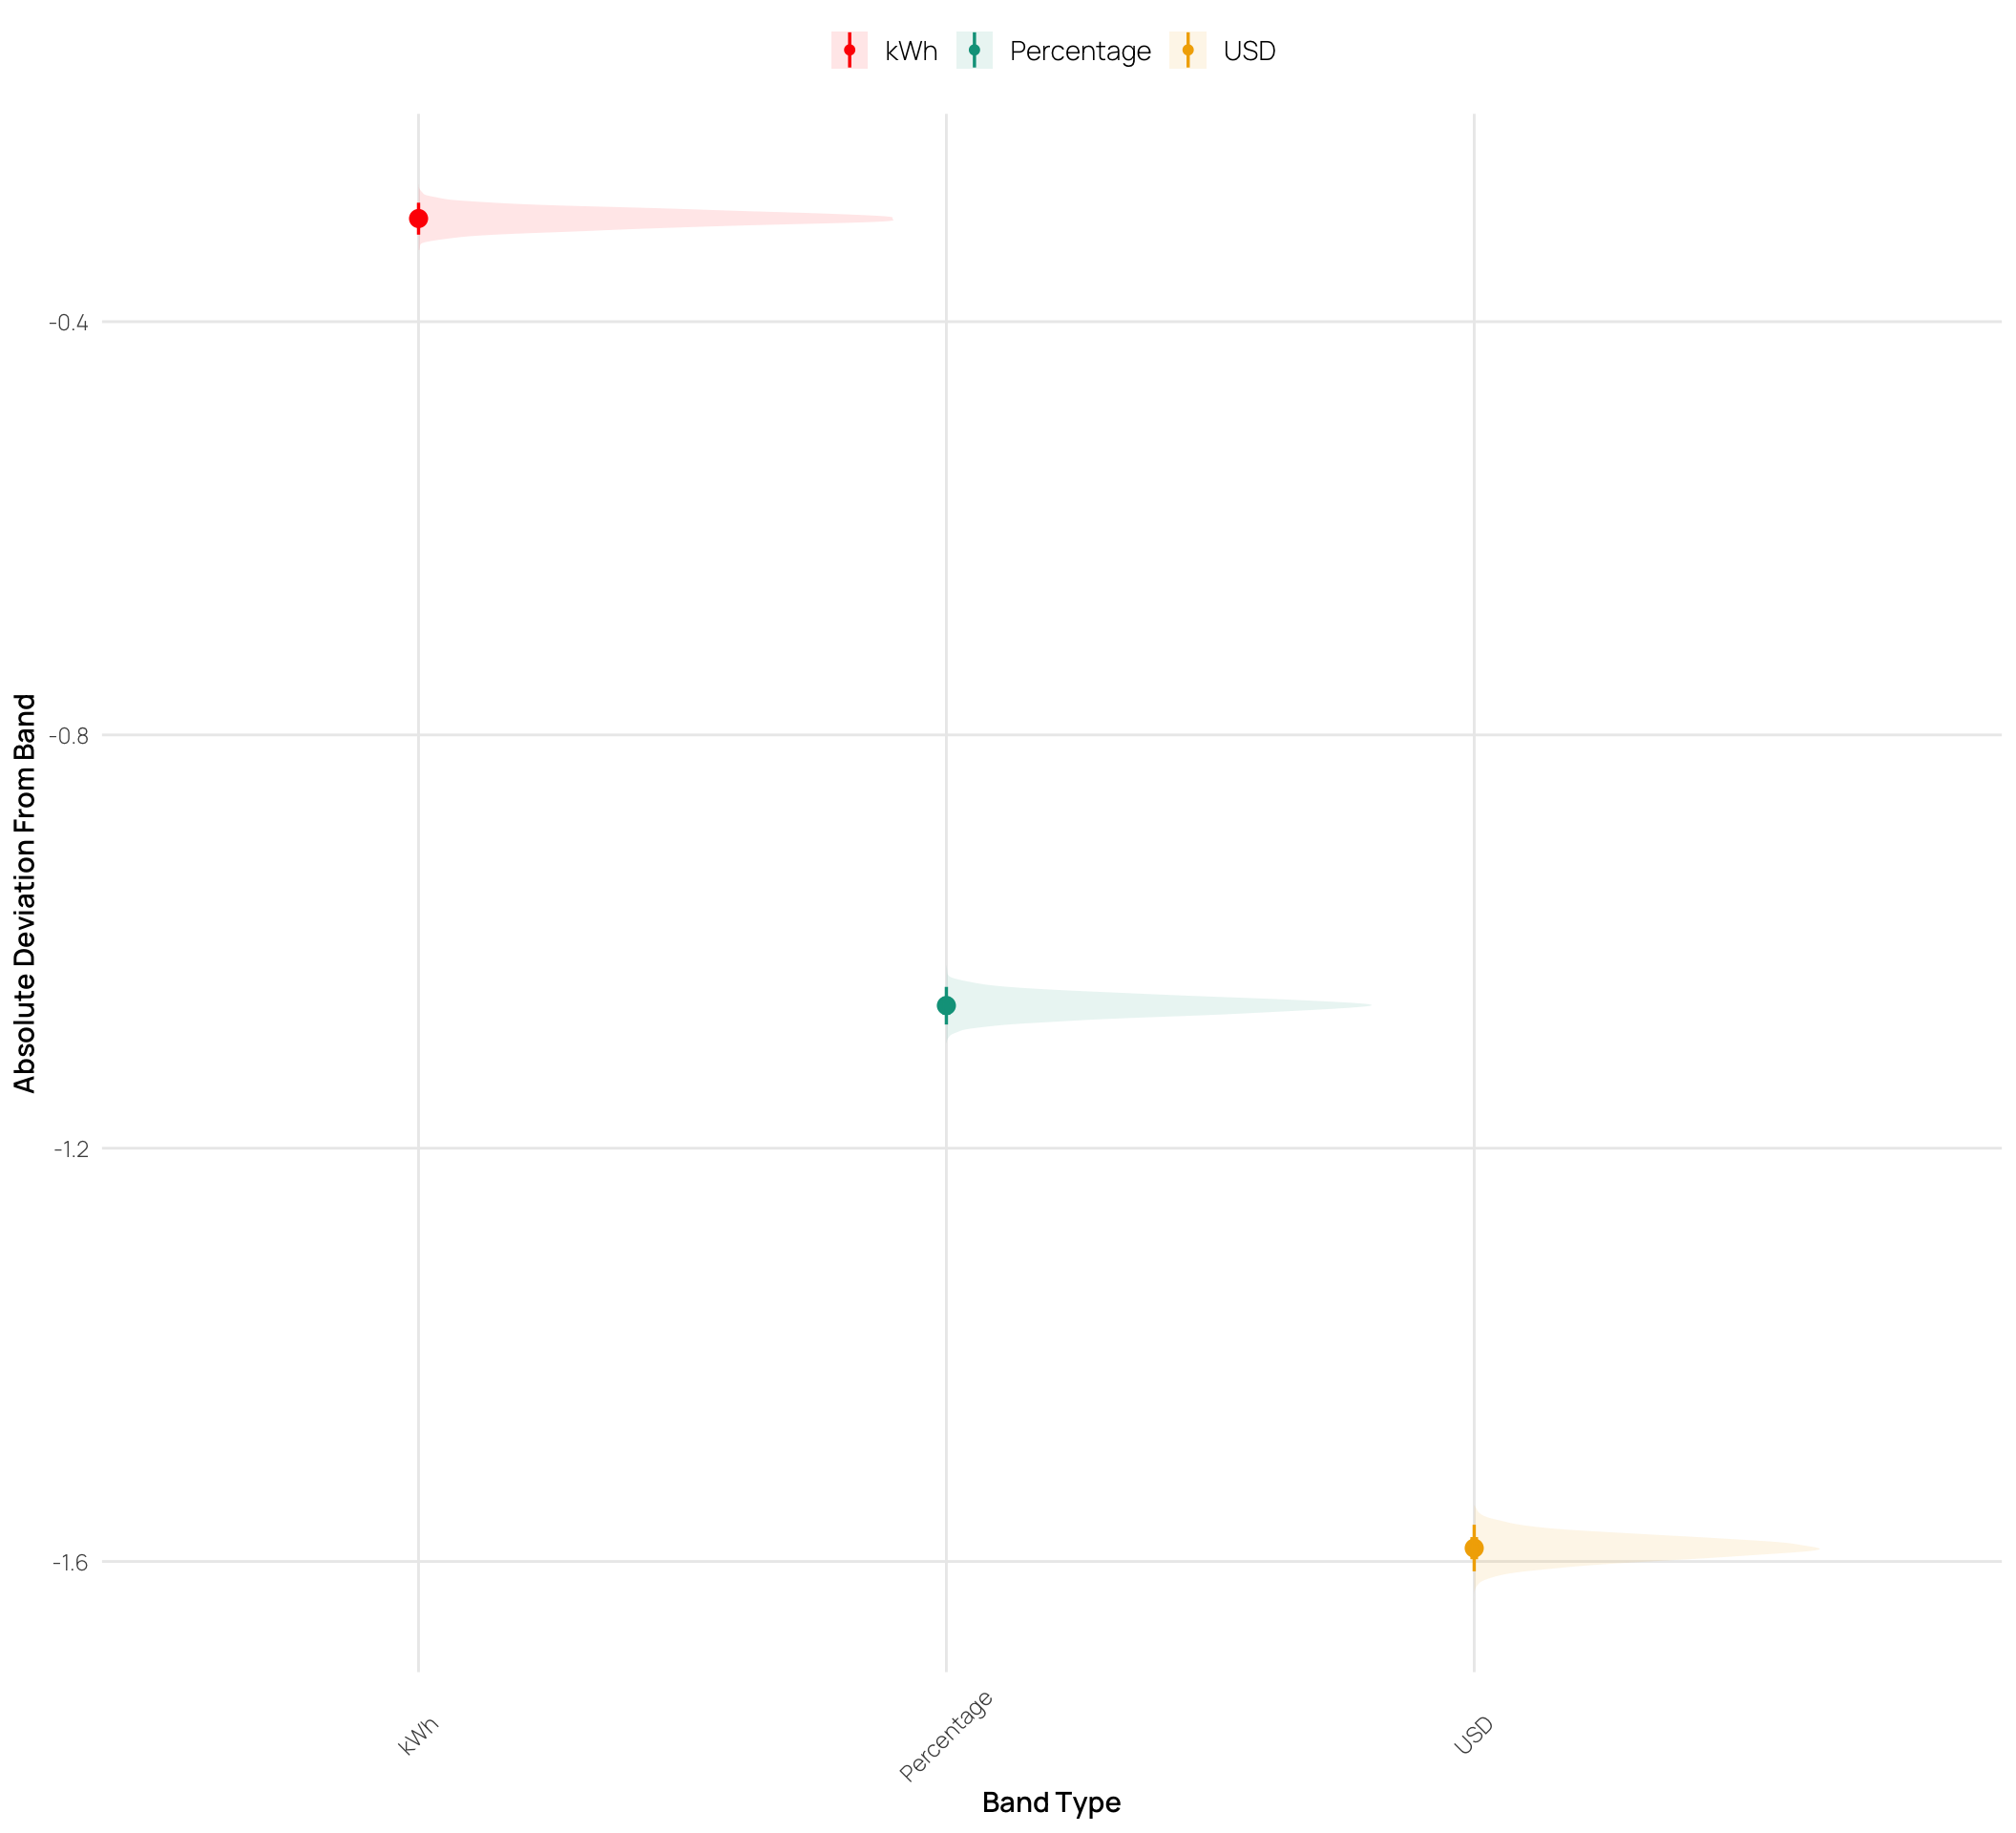 kWh Percentage USD
Absolute Deviation From Band
-0.4
-0.8
-1.2
-1.6
kWh Percentage USD
Band Type